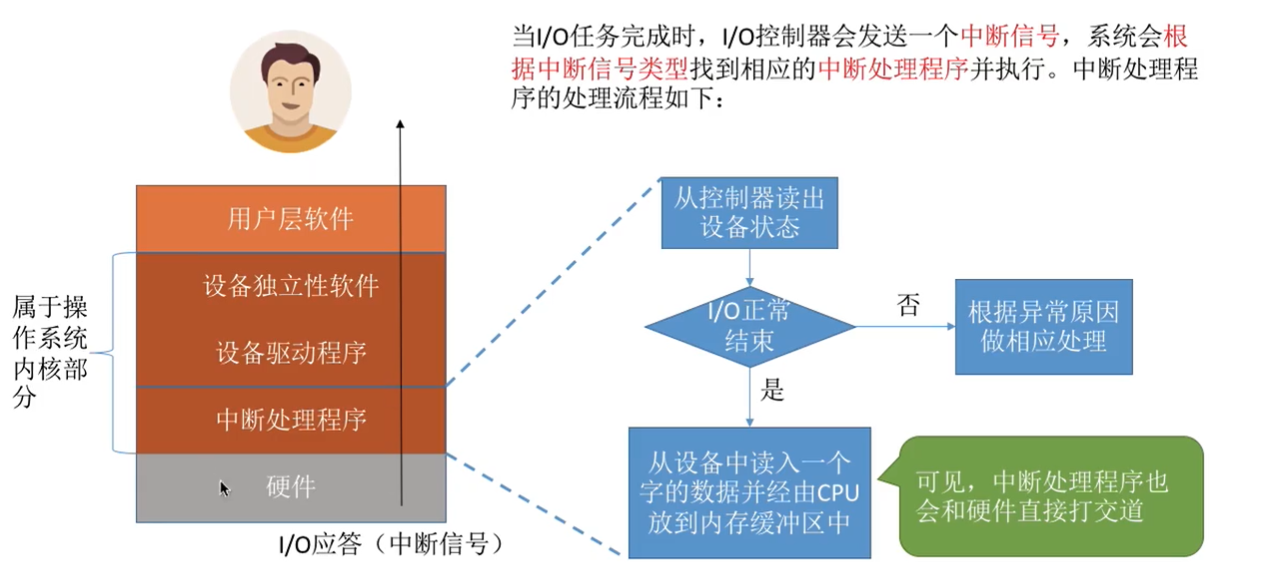 当I/O任务完成时，I/O控制器会发送一个中断信号，系统会根
据中断信号类型找到相应的中断处理程序并执行。中断处理程
序的处理流程如下：
用户层软件
设备独立性软件
设备驱动程序
中断处理程序
硬件
属于操
作系统
内核部
分
I/O应答（中断信号）
从控制器读出
设备状态
I/O正常
结束
否
根据异常原因
做相应处理
是
从设备中读入一个
字的数据并经由CPU
放到内存缓冲区中
可见，中断处理程序也
会和硬件直接打交道